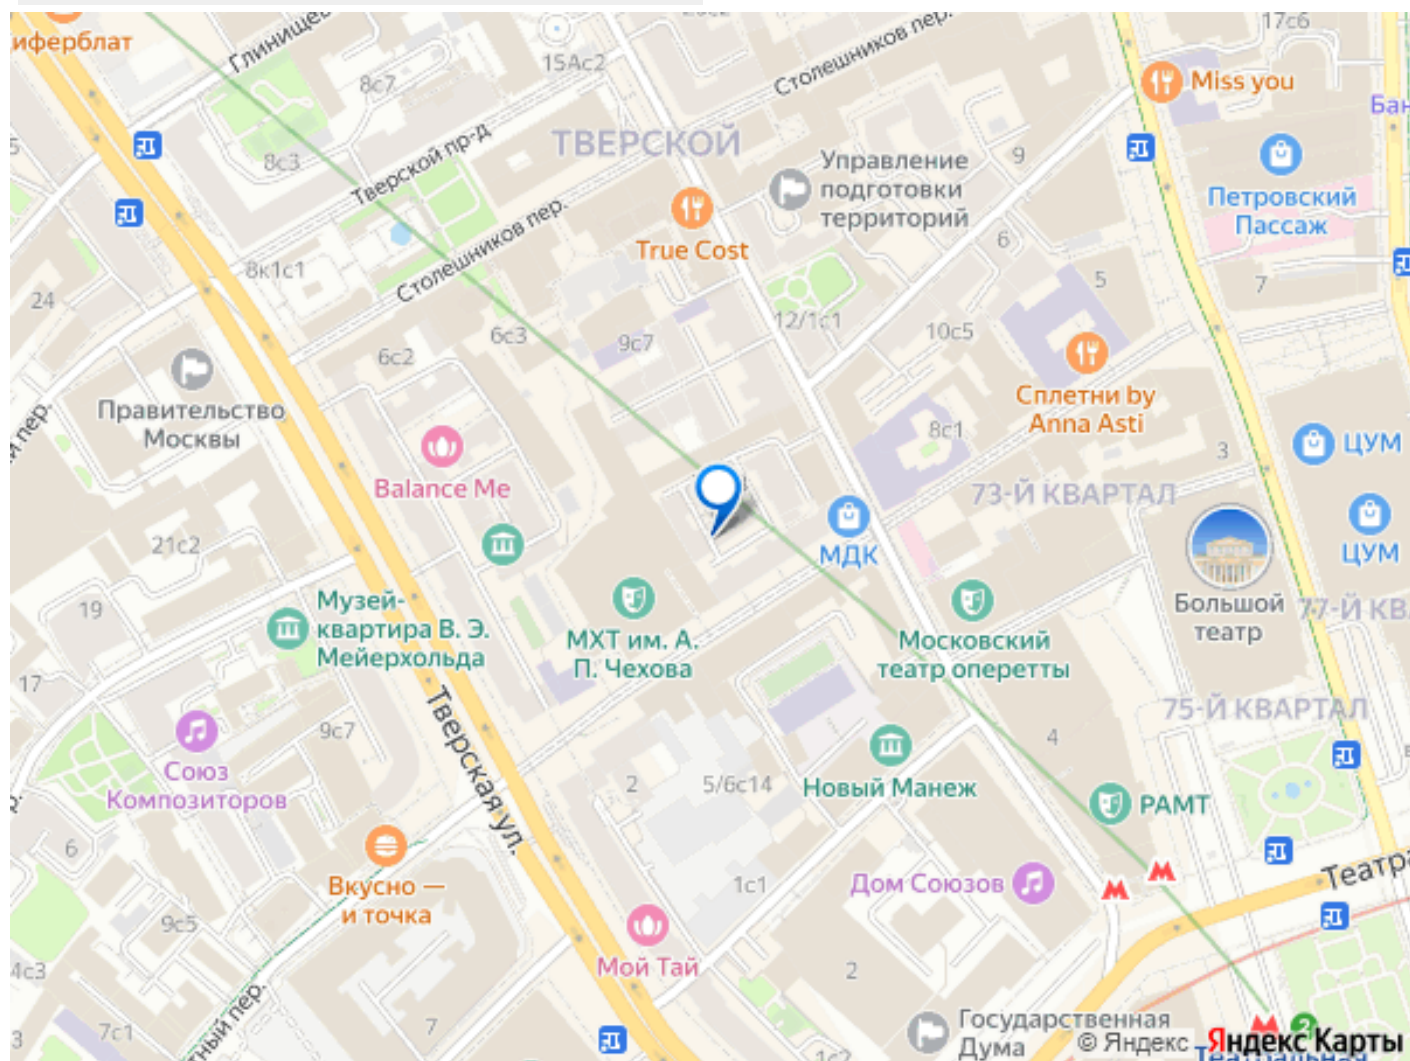 17с6
иферблат
15Ас2
Столешников пер.
Miss you
8с7
ТВЕРСКОЙ
8с3
Тверской пр-д
Управление
подготовки
территорий
9
Петровский
Пассаж
Столешников пер.
True Cost
6
8к1с1
5
7
24
12/1с1
6с3
9с7
10с5
6с2
Правительство
Москвы
Сплетни by
Anna Asti
8с1
3
ЦУМ
Balance Me
73-Й КВАРТАЛ
21с2
МДК
ЦУМ
Большой
театр
19
Музей-
квартира В. Э.
Мейерхольда
МХТ им. А.
П. Чехова
Московский
театр оперетты
17
Тверская ул.
75-Й КВАРТАЛ
9с7
4
Союз
Композиторов
2
5/6с14
Новый Манеж
РАМТ
6
Вкусно —
и точка
1с1
Дом Союзов
9с5
Мой Тай
2
4с3
7с1
7
Государственная
Дума
1с2
© Яндекс Яндекс Карты